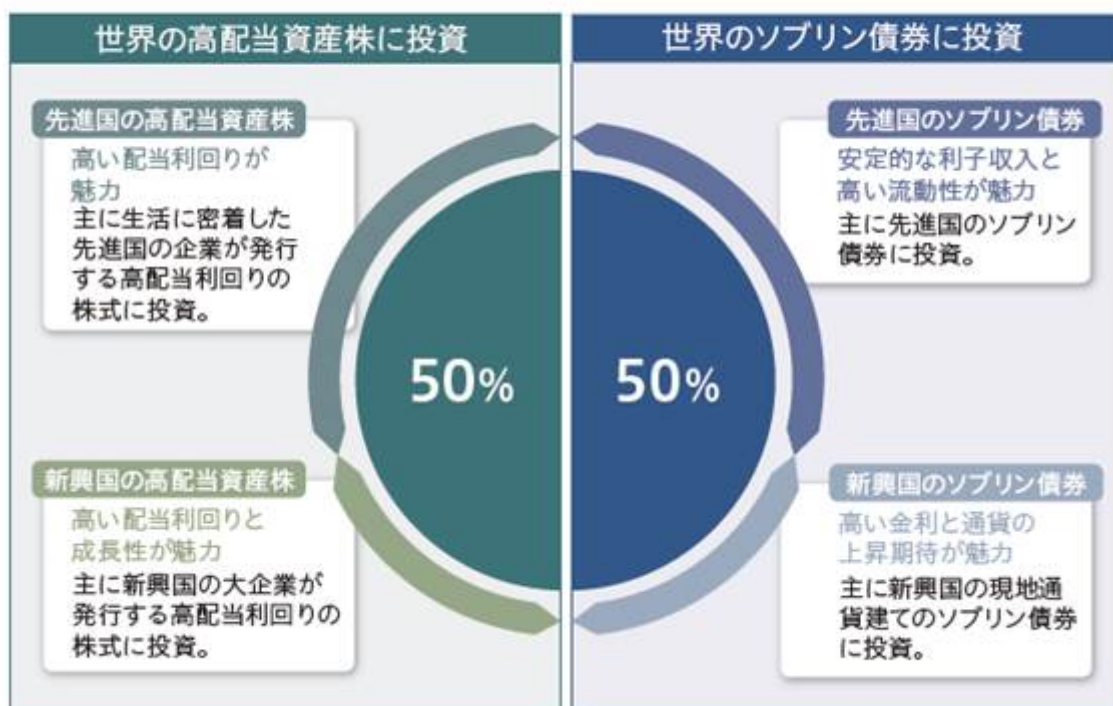 世界の高配当資産株に投資
先進国の高配当資産株
高い配当利回りが
魅力
主に生活に密着した
先進国の企業が発行
する高配当利回りの
株式に投資。
50%
新興国の高配当資産株
高い配当利回りと
成長性が魅力
主に新興国の大企業が
発行する高配当利回りの
株式に投資。
世界のソブリン債券に投資
先進国のソブリン債券
安定的な利子収入と
高い流動性が魅力
主に先進国のソブリン
債券に投資。
50%
新興国のソブリン債券
高い金利と通貨の
上昇期待が魅力
主に新興国の現地通
貨建てのソブリン債券
に投資。